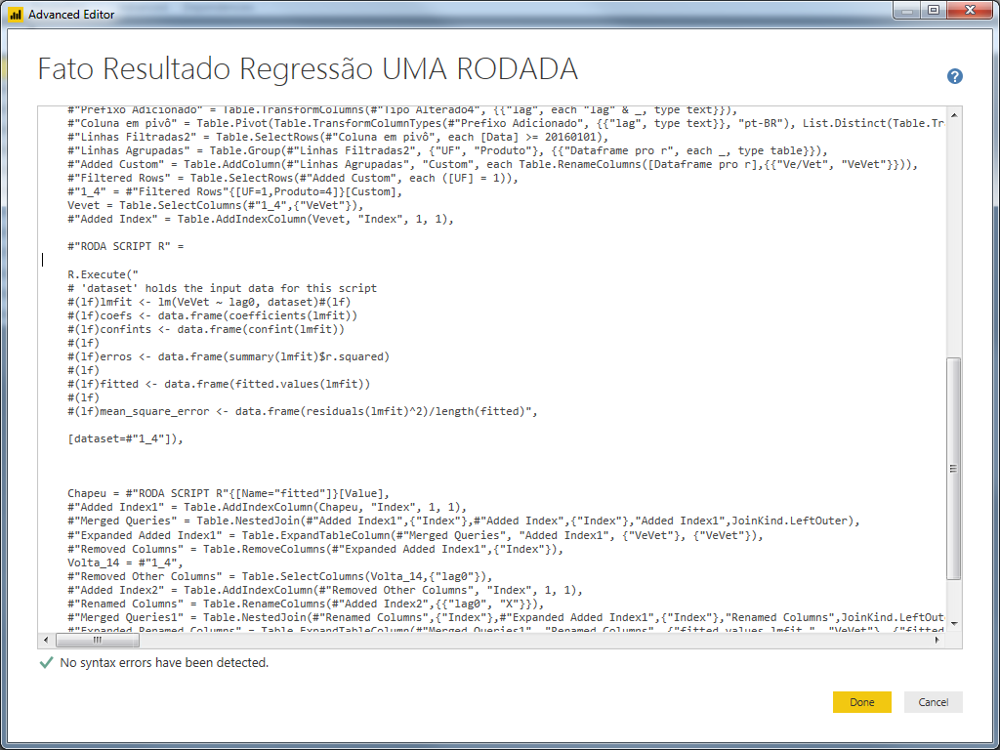 Advanced Editor
Fato Resultado Regressão UMA RODADA
#"Prefixo Adicionado" = Table.TransformColumns(#"Tipo Alterado4", {{"lag", each "lag" & _, type text}}),
#"Coluna em pivô" = Table.Pivot(Table.TransformColumnTypes(#"Prefixo Adicionado", {{"lag", type text}}, "pt-BR"), List.Distinct(Table.Tr
#"Linhas Filtradas2" = Table.SelectRows(#"Coluna em pivô", each [Data] >= 20160101),
#"Linhas Agrupadas" = Table.Group(#"Linhas Filtradas2", {"UF", "Produto"}, {{"Dataframe pro r", each _, type table}}),
#"Added Custom" = Table.AddColumn(#"Linhas Agrupadas", "Custom", each Table.RenameColumns([Dataframe pro r],{{"Ve/Vet", "VeVet"}})),
#"Filtered Rows" = Table.SelectRows(#"Added Custom", each ([UF] = 1)),
#"1_4" = #"Filtered Rows"{[UF=1,Produto=4]}[Custom],
Vevet = Table.SelectColumns(#"1_4",{"VeVet"}),
#"Added Index" = Table.AddIndexColumn(Vevet, "Index", 1, 1),
#"RODA SCRIPT R" =
R.Execute("
# 'dataset' holds the input data for this script
#(lf)lmfit <- lm(VeVet ~ lag0, dataset)#(lf)
#(lf)coefs <- data.frame(coefficients(lmfit))
#(lf)confints <- data.frame(confint(lmfit))
#(lf)
#(lf)erros <- data.frame(summary(lmfit)$r.squared)
#(lf)
#(lf)fitted <- data.frame(fitted.values(lmfit))
#(lf)
#(lf)mean_square_error <- data.frame(residuals(lmfit)^2)/length(fitted)",
[dataset=#"1_4"]),
Chapeu = #"RODA SCRIPT R"{[Name="fitted"]}[Value],
#"Added Index1" = Table.AddIndexColumn(Chapeu, "Index", 1, 1),
#"Merged Queries" = Table.NestedJoin(#"Added Index1",{"Index"},#"Added Index",{"Index"},"Added Index1",JoinKind.LeftOuter),
#"Expanded Added Index1" = Table.ExpandTableColumn(#"Merged Queries", "Added Index1", {"VeVet"}, {"VeVet"}),
#"Removed Columns" = Table.RemoveColumns(#"Expanded Added Index1",{"Index"}),
Volta_14 = #"1_4",
#"Removed Other Columns" = Table.SelectColumns(Volta_14,{"lag0"}),
#"Added Index2" = Table.AddIndexColumn(#"Removed Other Columns", "Index", 1, 1),
#"Renamed Columns" = Table.RenameColumns(#"Added Index2",{{"lag0", "X"}}),
#"Merged Queries1" = Table.NestedJoin(#"Renamed Columns",{"Index"},#"Expanded Added Index1",{"Index"},"Renamed Columns",JoinKind.LeftOut
#"Expanded Renamed Columns" = Table.ExpandTableColumn(#"Merged Queries1", "Renamed Columns", {"fitted.values.lmfit.", "VeVet"}, {"fitted
No syntax errors have been detected.
Done
Cancel